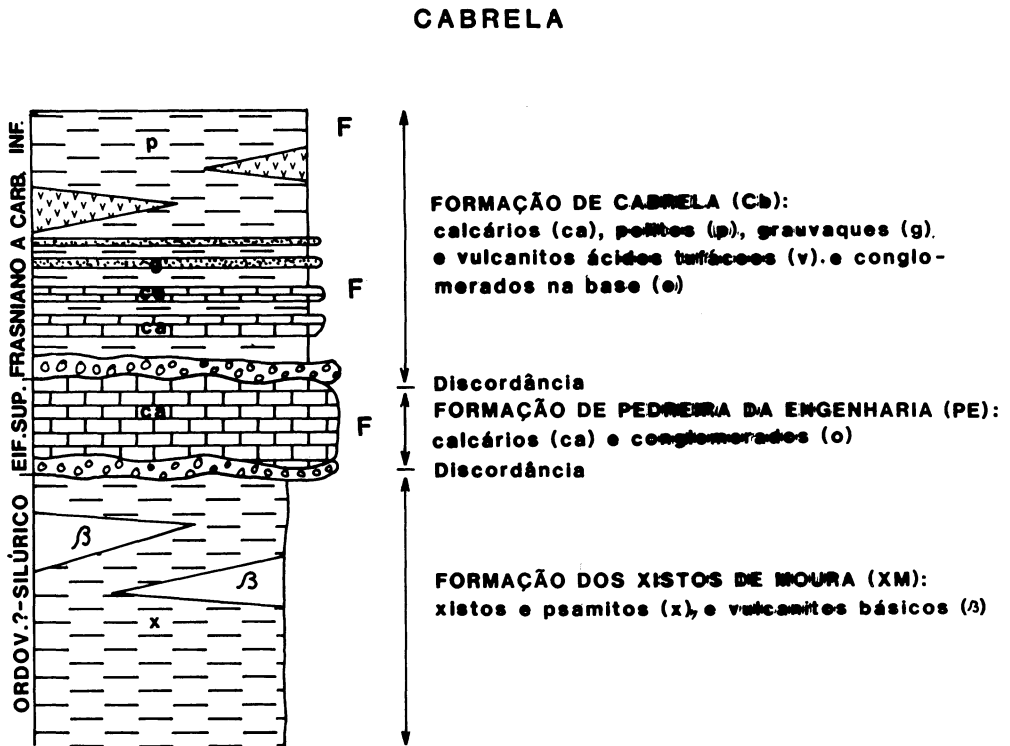 CABRELA
F
p
FRASNIANO A CARB. INF.
FORMAÇÃO DE CABRELA (Cb):
calcários (ca), pelitos (p), grauvaques (g)
e vulcanitos ácidos tufáceos (v). e conglo-
merados na base (o)
g
ca
F
ca
Discordância
EIF.SUP.
ca
F
FORMAÇÃO DE PEDREIRA DA ENGENHARIA (PE):
calcário (ca) e conglomerados (o)
Discordância
ORDOV.?-SILÚRICO
β
β
FORMAÇÃO DOS XISTOS DE MOURA (XM):
xistos e psamitos (x), e vulcanitos básicos (β)
x